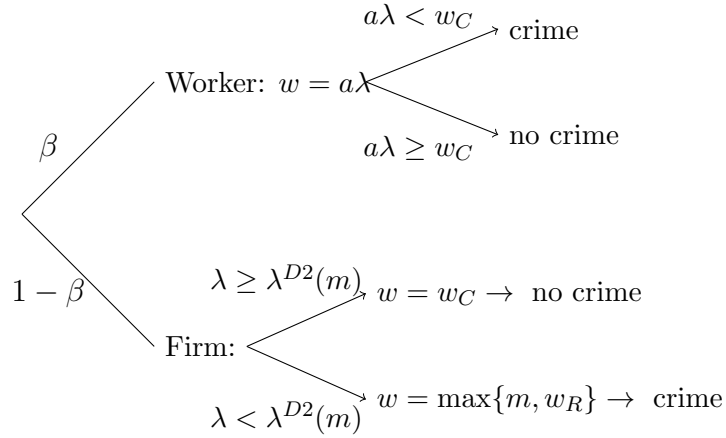 aλ < w_C
crime
Worker: w = aλ
β
no crime
aλ ≥ w_C
1 − β
λ ≥ λ^{D2}(m)
w = w_C → no crime
Firm:
w = max{m, w_R} → crime
λ < λ^{D2}(m)